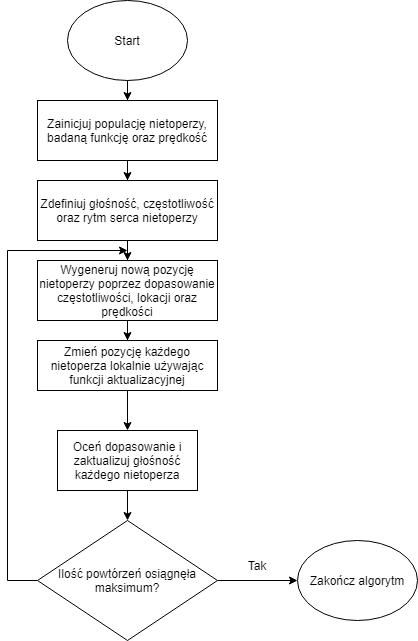 Start
Zainicjuj populację nietoperzy,
badaną funkcję oraz prędkość
Zdefiniuj głośność, częstotliwość
oraz rytm serca nietoperzy
Wygeneruj nową pozycję
nietoperzy poprzez dopasowanie
częstotliwości, lokacji oraz
prędkości
Zmień pozycję każdego
nietoperza lokalnie używając
funkcji aktualizacyjnej
Oceń dopasowanie i
zaktualizuj głośność
każdego nietoperza
Ilość powtórzeń osiągnęła
maksimum?
Tak
Zakończ algorytm